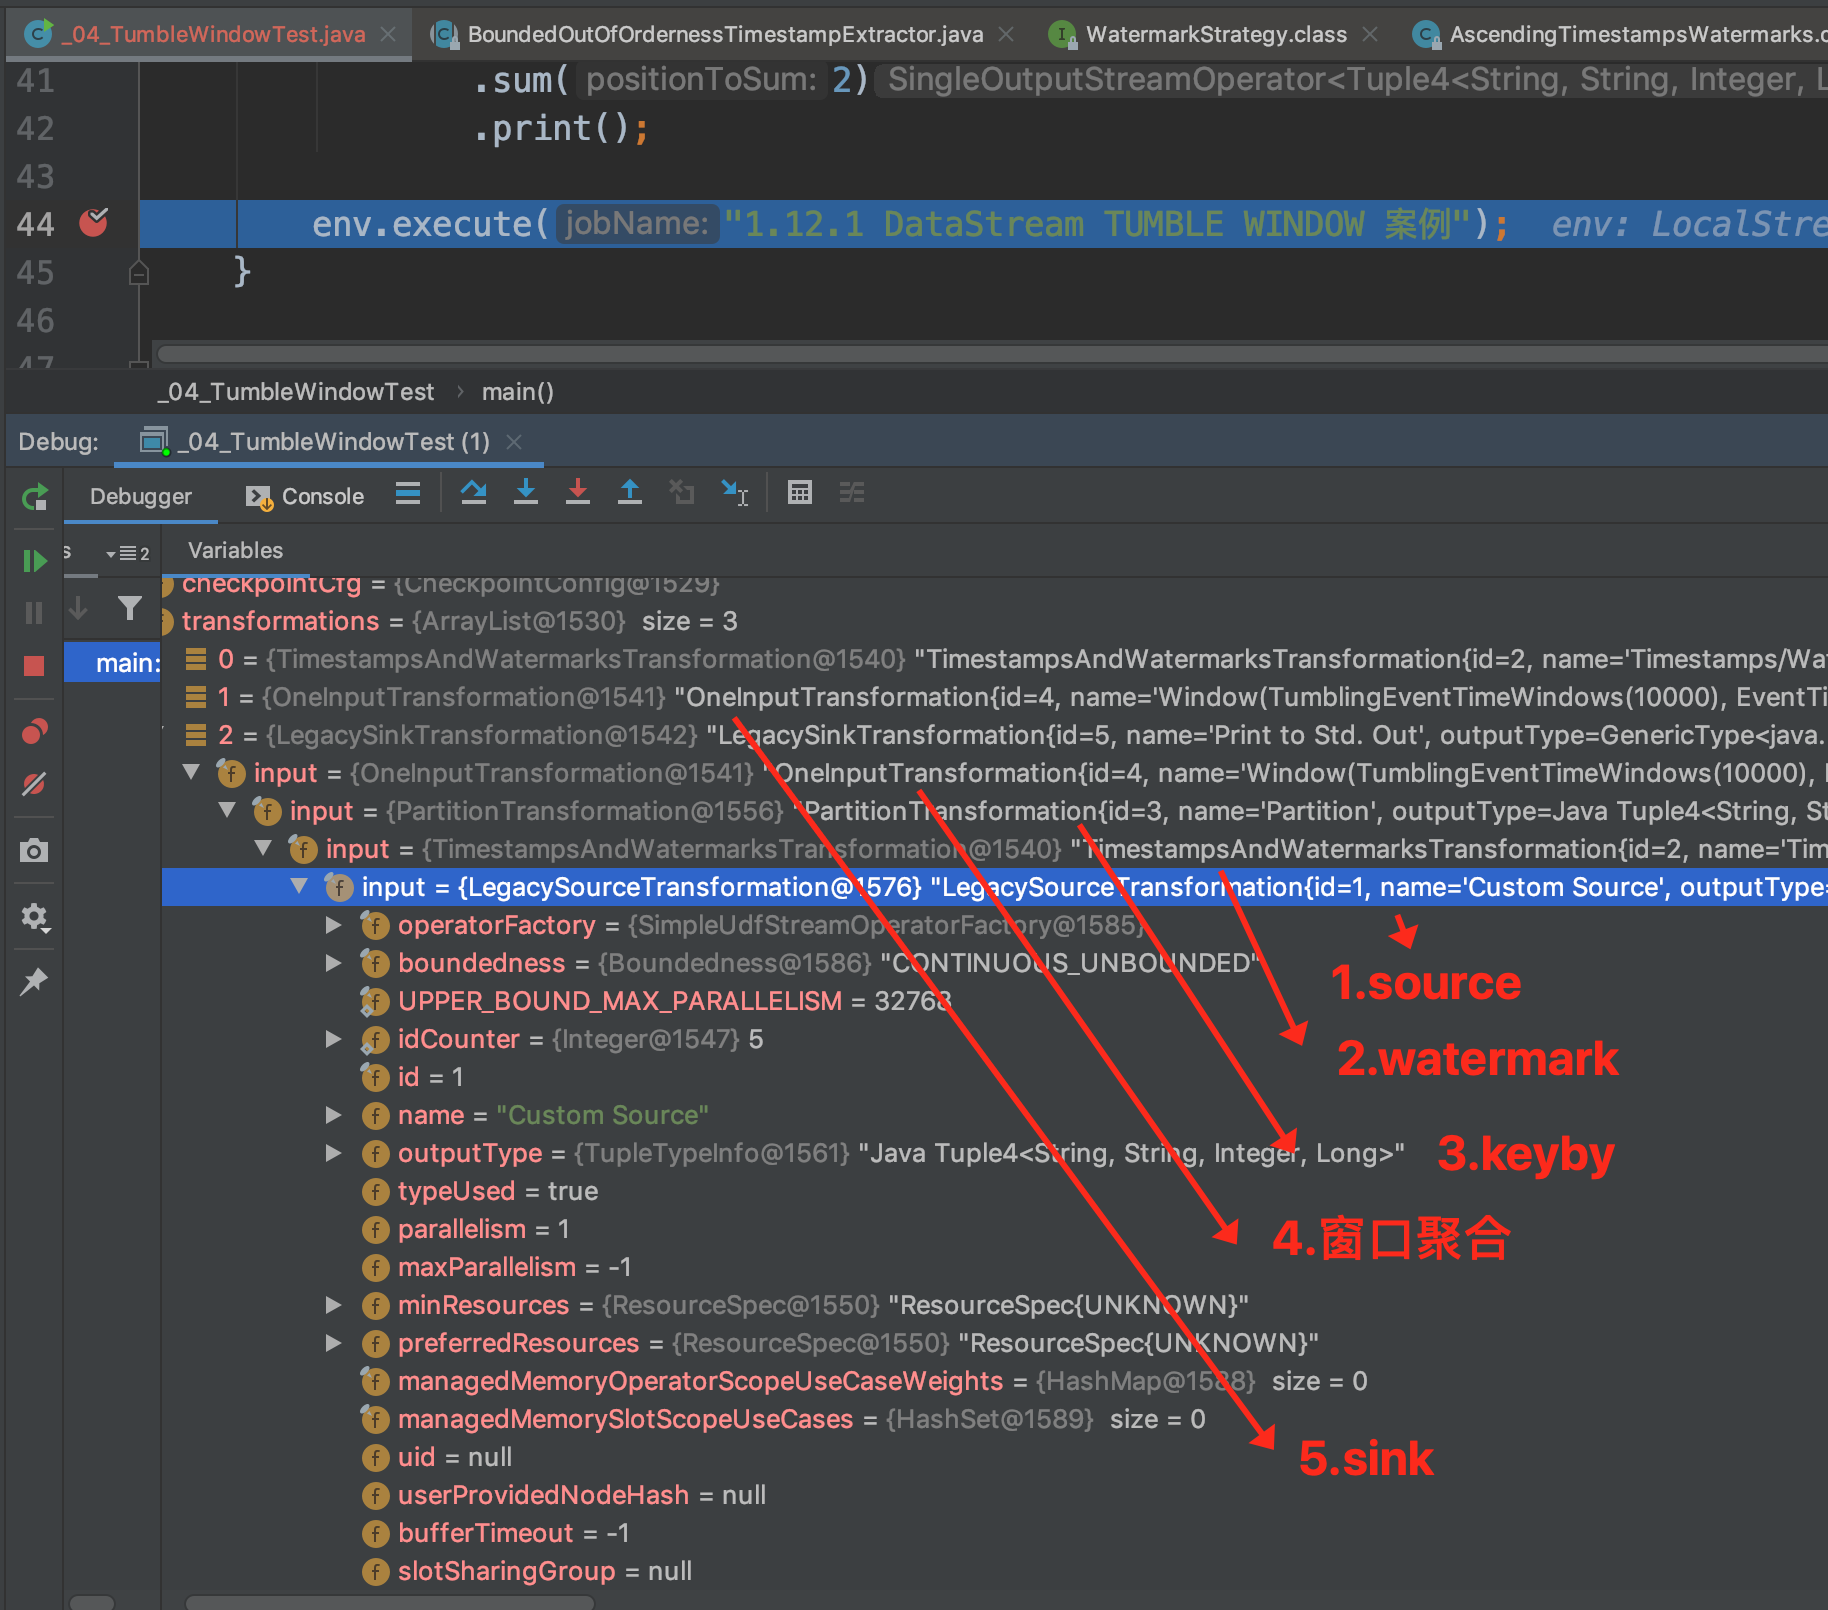 _04_TumbleWindowTest.java
BoundedOutOfOrdernessTimestampExtractor.java
WatermarkStrategy.class
AscendingTimestampsWatermarks.c
41 .sum( positionToSum: 2) SingleOutputStreamOperator<Tuple4<String, String, Integer, L
42 .print();
43
44 env.execute( jobName: "1.12.1 DataStream TUMBLE WINDOW 案例"); env: LocalStre
45 }
46
47
_04_TumbleWindowTest › main()
Debug: _04_TumbleWindowTest (1)
Debugger Console
s 2 Variables
checkpointCfg = {CheckpointConfig@1529}
transformations = {ArrayList@1530} size = 3
main:
0 = {TimestampsAndWatermarksTransformation@1540} "TimestampsAndWatermarksTransformation{id=2, name='Timestamps/Wa
1 = {OneInputTransformation@1541} "OneInputTransformation{id=4, name='Window(TumblingEventTimeWindows(10000), EventTi
2 = {LegacySinkTransformation@1542} "LegacySinkTransformation{id=5, name='Print to Std. Out', outputType=GenericType<java.
input = {OneInputTransformation@1541} "OneInputTransformation{id=4, name='Window(TumblingEventTimeWindows(10000),
input = {PartitionTransformation@1556} "PartitionTransformation{id=3, name='Partition', outputType=Java Tuple4<String, St
input = {TimestampsAndWatermarksTransformation@1540} "TimestampsAndWatermarksTransformation{id=2, name='Tim
input = {LegacySourceTransformation@1576} "LegacySourceTransformation{id=1, name='Custom Source', outputType=
operatorFactory = {SimpleUdfStreamOperatorFactory@1585}
boundedness = {Boundedness@1586} "CONTINUOUS_UNBOUNDED"
1.source
UPPER_BOUND_MAX_PARALLELISM = 32768
idCounter = {Integer@1547} 5
2.watermark
id = 1
name = "Custom Source"
outputType = {TupleTypeInfo@1561} "Java Tuple4<String, String, Integer, Long>"
3.keyby
typeUsed = true
parallelism = 1
4.窗口聚合
maxParallelism = -1
minResources = {ResourceSpec@1550} "ResourceSpec{UNKNOWN}"
preferredResources = {ResourceSpec@1550} "ResourceSpec{UNKNOWN}"
managedMemoryOperatorScopeUseCaseWeights = {HashMap@1588} size = 0
managedMemorySlotScopeUseCases = {HashSet@1589} size = 0
uid = null
5.sink
userProvidedNodeHash = null
bufferTimeout = -1
slotSharingGroup = null